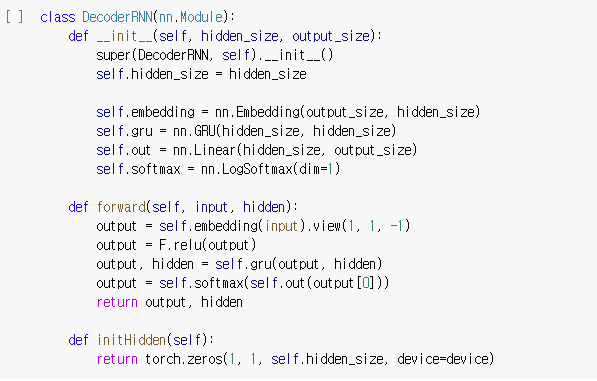 [ ] class DecoderRNN(nn.Module):
    def __init__(self, hidden_size, output_size):
        super(DecoderRNN, self).__init__()
        self.hidden_size = hidden_size

        self.embedding = nn.Embedding(output_size, hidden_size)
        self.gru = nn.GRU(hidden_size, hidden_size)
        self.out = nn.Linear(hidden_size, output_size)
        self.softmax = nn.LogSoftmax(dim=1)

    def forward(self, input, hidden):
        output = self.embedding(input).view(1, 1, -1)
        output = F.relu(output)
        output, hidden = self.gru(output, hidden)
        output = self.softmax(self.out(output[0]))
        return output, hidden

    def initHidden(self):
        return torch.zeros(1, 1, self.hidden_size, device=device)